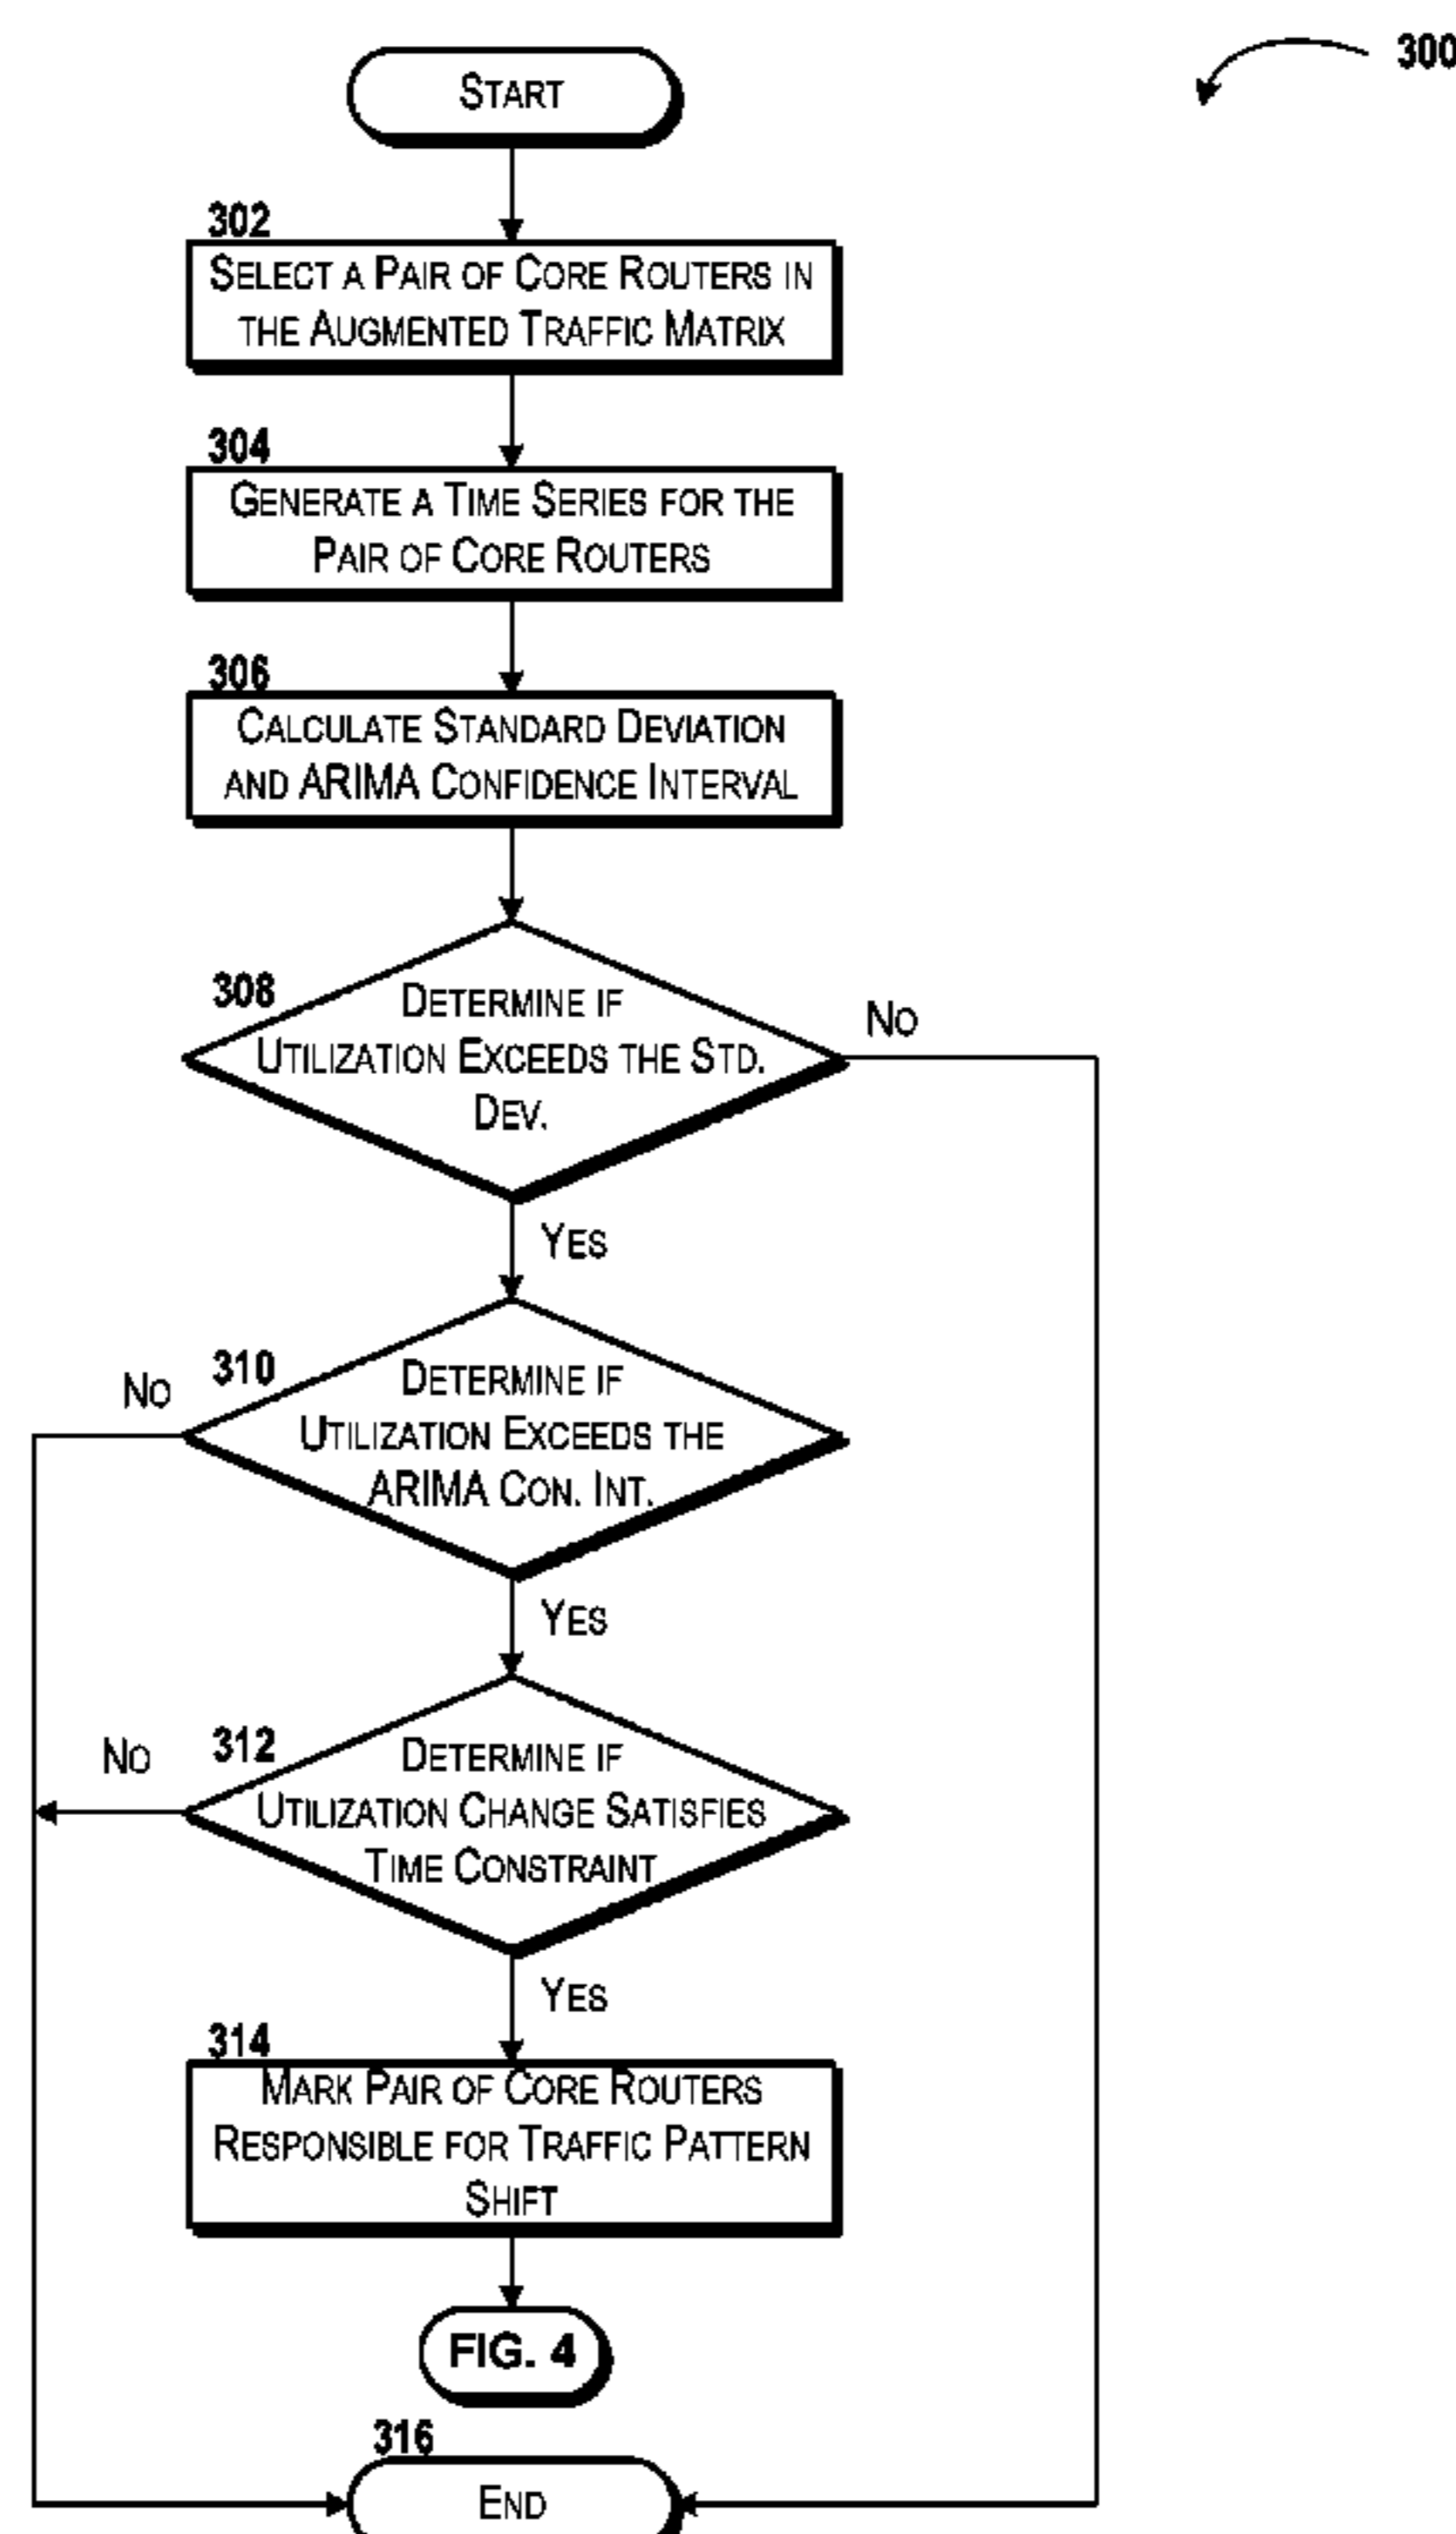 300
START
302
SELECT A PAIR OF CORE ROUTERS IN
THE AUGMENTED TRAFFIC MATRIX
304
GENERATE A TIME SERIES FOR THE
PAIR OF CORE ROUTERS
306
CALCULATE STANDARD DEVIATION
AND ARIMA CONFIDENCE INTERVAL
308
DETERMINE IF
UTILIZATION EXCEEDS THE STD.
DEV.
NO
YES
310
NO
DETERMINE IF
UTILIZATION EXCEEDS THE
ARIMA CON. INT.
YES
312
NO
DETERMINE IF
UTILIZATION CHANGE SATISFIES
TIME CONSTRAINT
YES
314
MARK PAIR OF CORE ROUTERS
RESPONSIBLE FOR TRAFFIC PATTERN
SHIFT
FIG. 4
316
END